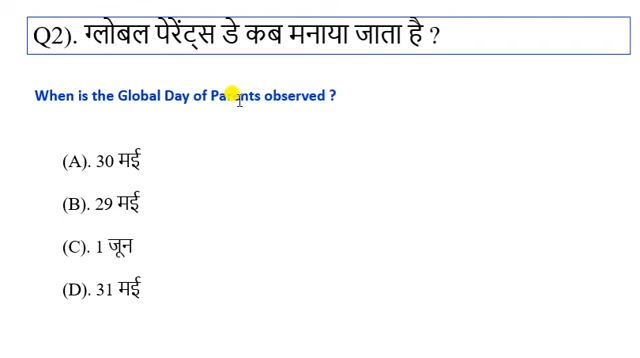 Q2). ग्लोबल पेरेंट्स डे कब मनाया जाता है ?
When is the Global Day of Parents observed ?
(A). 30 मई
(B). 29 मई
(C). 1 जून
(D). 31 मई